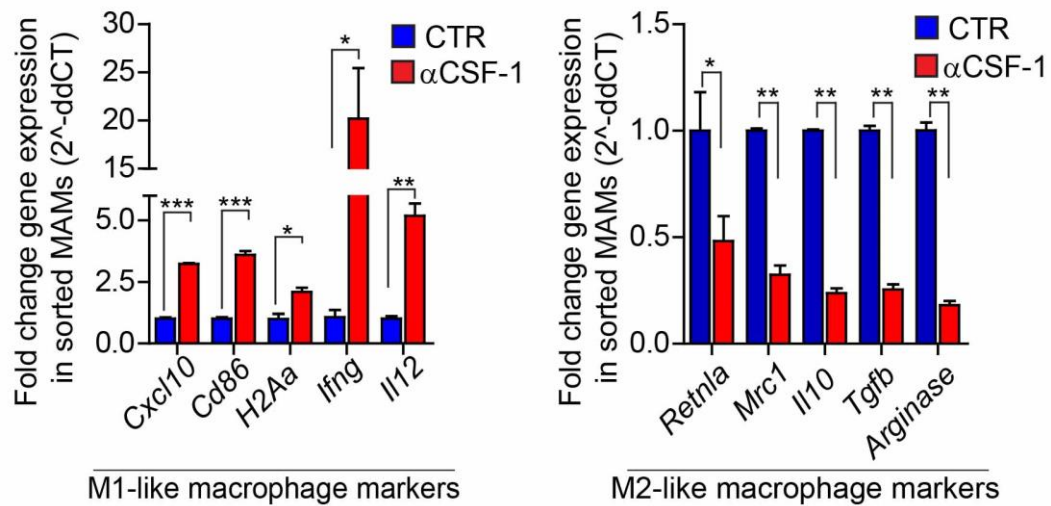 Fold change gene expression
in sorted MAMs (2^-ddCT)
30
25
20
15
5.0
2.5
0.0
CTR
αCSF-1
***
***
*
*
**
Cxcl10
Cd86
H2Aa
Ifng
Il12
M1-like macrophage markers
Fold change gene expression
in sorted MAMs (2^-ddCT)
1.5
1.0
0.5
0.0
CTR
αCSF-1
*
**
**
**
**
Retnla
Mrc1
Il10
Tgfb
Arginase
M2-like macrophage markers